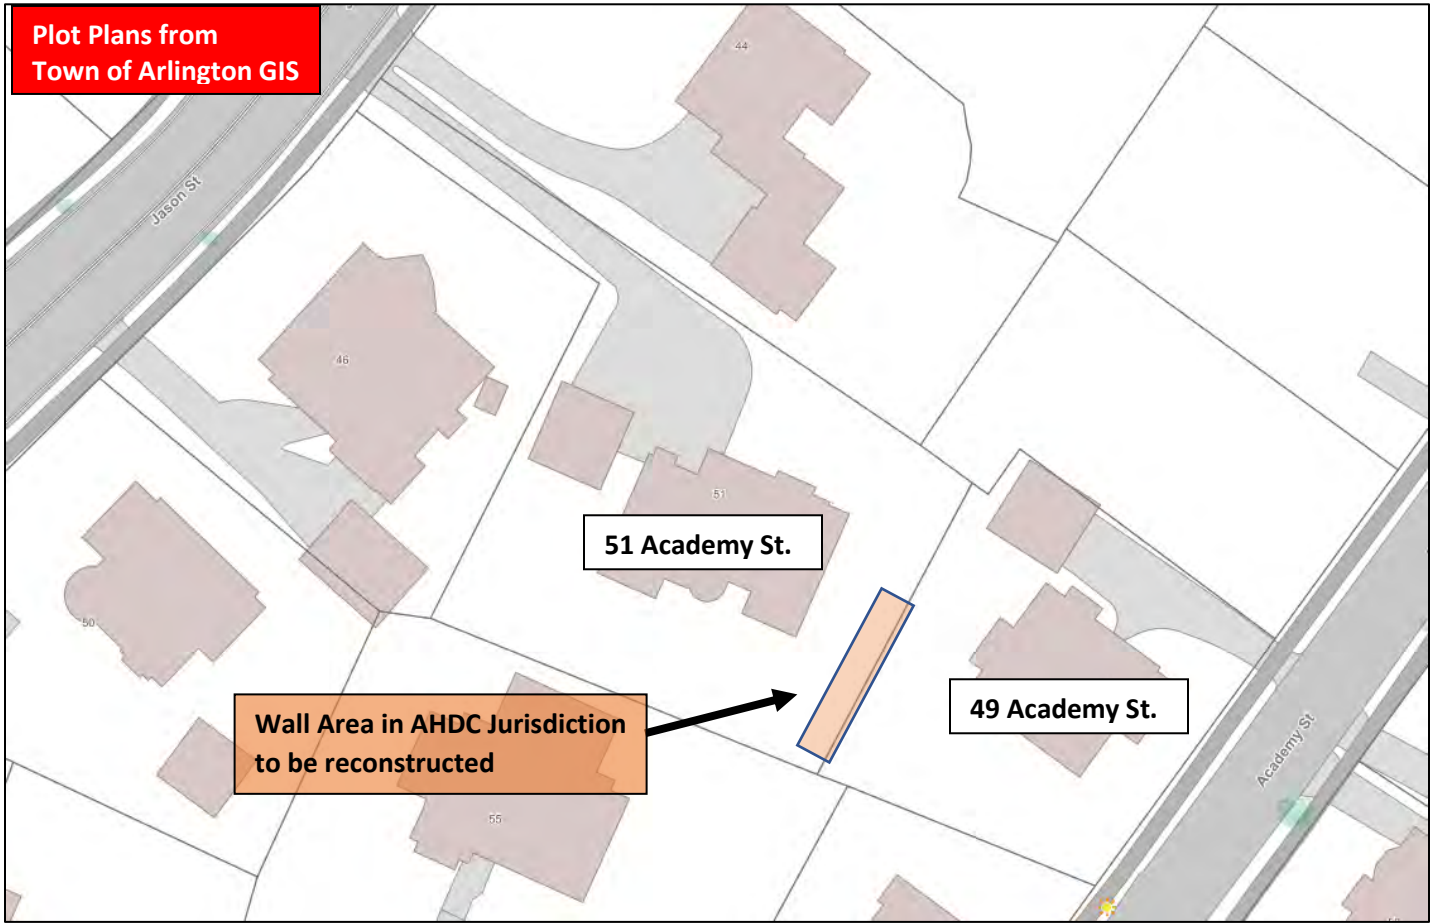 Plot Plans from
Town of Arlington GIS
44
Jason St
46
51
51 Academy St.
50
49 Academy St.
Wall Area in AHDC Jurisdiction
to be reconstructed
Academy St
55